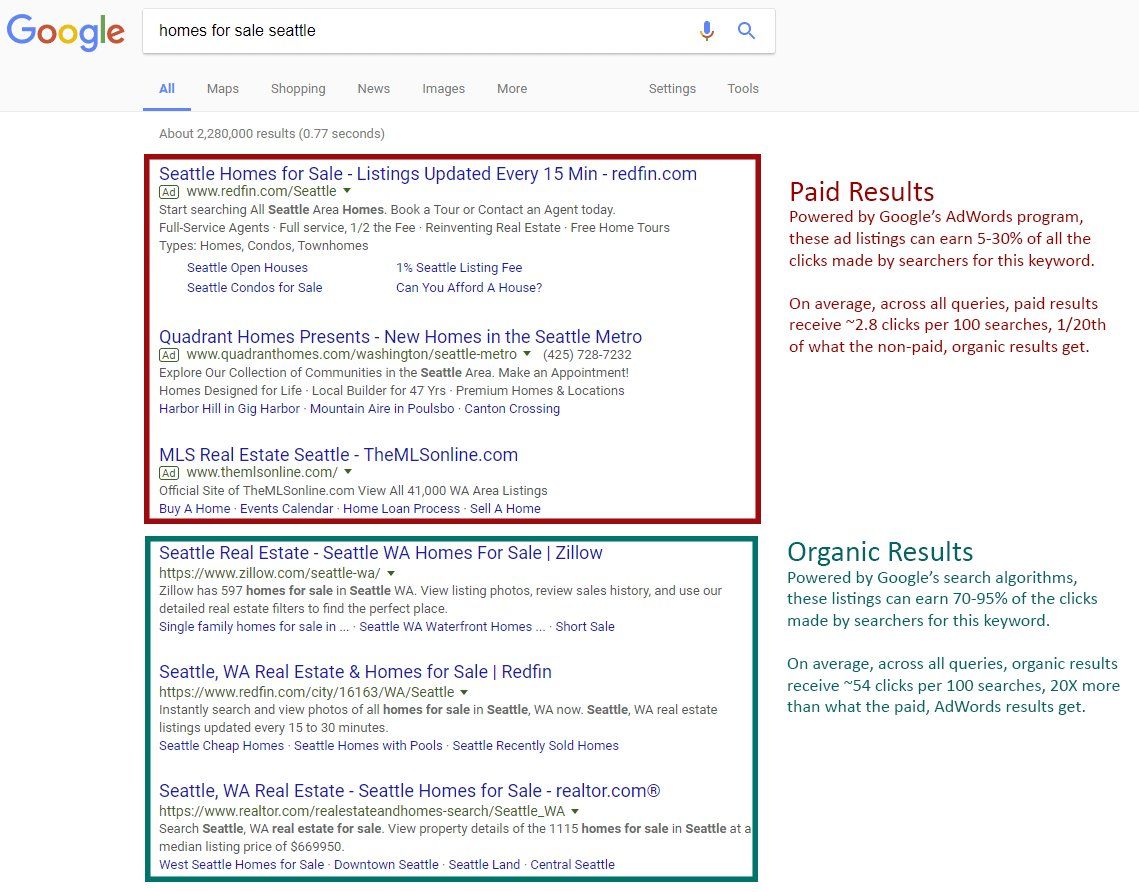 Google
homes for sale seattle
All Maps Shopping News Images More Settings Tools
About 2,280,000 results (0.77 seconds)
Seattle Homes for Sale - Listings Updated Every 15 Min - redfin.com
Ad www.redfin.com/Seattle
Start searching All Seattle Area Homes. Book a Tour or Contact an Agent today.
Full-Service Agents · Full service, 1/2 the Fee · Reinventing Real Estate · Free Home Tours
Types: Homes, Condos, Townhomes
Seattle Open Houses 1% Seattle Listing Fee
Seattle Condos for Sale Can You Afford A House?
Quadrant Homes Presents - New Homes in the Seattle Metro
Ad www.quadranthomes.com/washington/seattle-metro (425) 728-7232
Explore Our Collection of Communities in the Seattle Area. Make an Appointment!
Homes Designed for Life · Local Builder for 47 Yrs · Premium Homes & Locations
Harbor Hill in Gig Harbor · Mountain Aire in Poulsbo · Canton Crossing
MLS Real Estate Seattle - TheMLSonline.com
Ad www.themlsonline.com/
Official Site of TheMLSonline.com View All 41,000 WA Area Listings
Buy A Home · Events Calendar · Home Loan Process · Sell A Home
Paid Results
Powered by Google's AdWords program,
these ad listings can earn 5-30% of all the
clicks made by searchers for this keyword.
On average, across all queries, paid results
receive ~2.8 clicks per 100 searches, 1/20th
of what the non-paid, organic results get.
Seattle Real Estate - Seattle WA Homes For Sale | Zillow
https://www.zillow.com/seattle-wa/
Zillow has 597 homes for sale in Seattle WA. View listing photos, review sales history, and use our
detailed real estate filters to find the perfect place.
Single family homes for sale in ... · Seattle WA Waterfront Homes ... · Short Sale
Seattle, WA Real Estate & Homes for Sale | Redfin
https://www.redfin.com/city/16163/WA/Seattle
Instantly search and view photos of all homes for sale in Seattle, WA now. Seattle, WA real estate
listings updated every 15 to 30 minutes.
Seattle Cheap Homes · Seattle Homes with Pools · Seattle Recently Sold Homes
Seattle, WA Real Estate - Seattle Homes for Sale - realtor.com®
https://www.realtor.com/realestateandhomes-search/Seattle_WA
Search Seattle, WA real estate for sale. View property details of the 1115 homes for sale in Seattle at a
median listing price of $669950.
West Seattle Homes for Sale · Downtown Seattle · Seattle Land · Central Seattle
Organic Results
Powered by Google's search algorithms,
these listings can earn 70-95% of the clicks
made by searchers for this keyword.
On average, across all queries, organic results
receive ~54 clicks per 100 searches, 20X more
than what the paid, AdWords results get.